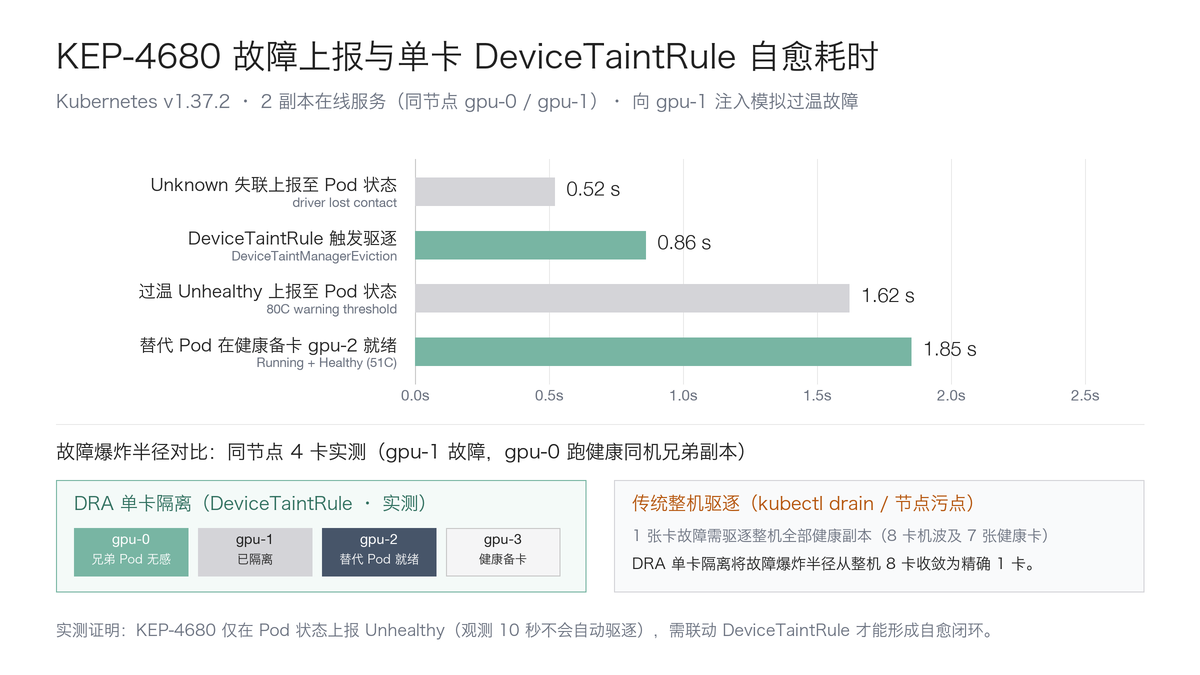 KEP-4680 故障上报与单卡 DeviceTaintRule 自愈耗时
Kubernetes v1.37.2 · 2 副本在线服务（同节点 gpu-0 / gpu-1） · 向 gpu-1 注入模拟过温故障
Unknown 失联上报至 Pod 状态
driver lost contact
0.52 s
DeviceTaintRule 触发驱逐
DeviceTaintManagerEviction
0.86 s
过温 Unhealthy 上报至 Pod 状态
80C warning threshold
1.62 s
替代 Pod 在健康备卡 gpu-2 就绪
Running + Healthy (51C)
1.85 s
0.0s 0.5s 1.0s 1.5s 2.0s 2.5s
故障爆炸半径对比：同节点 4 卡实测（gpu-1 故障，gpu-0 跑健康同机兄弟副本）
DRA 单卡隔离（DeviceTaintRule · 实测）
gpu-0
兄弟 Pod 无感
gpu-1
已隔离
gpu-2
替代 Pod 就绪
gpu-3
健康备卡
传统整机驱逐（kubectl drain / 节点污点）
1 张卡故障需驱逐整机全部健康副本（8 卡机波及 7 张健康卡）
DRA 单卡隔离将故障爆炸半径从整机 8 卡收敛为精确 1 卡。
实测证明：KEP-4680 仅在 Pod 状态上报 Unhealthy（观测 10 秒不会自动驱逐），需联动 DeviceTaintRule 才能形成自愈闭环。